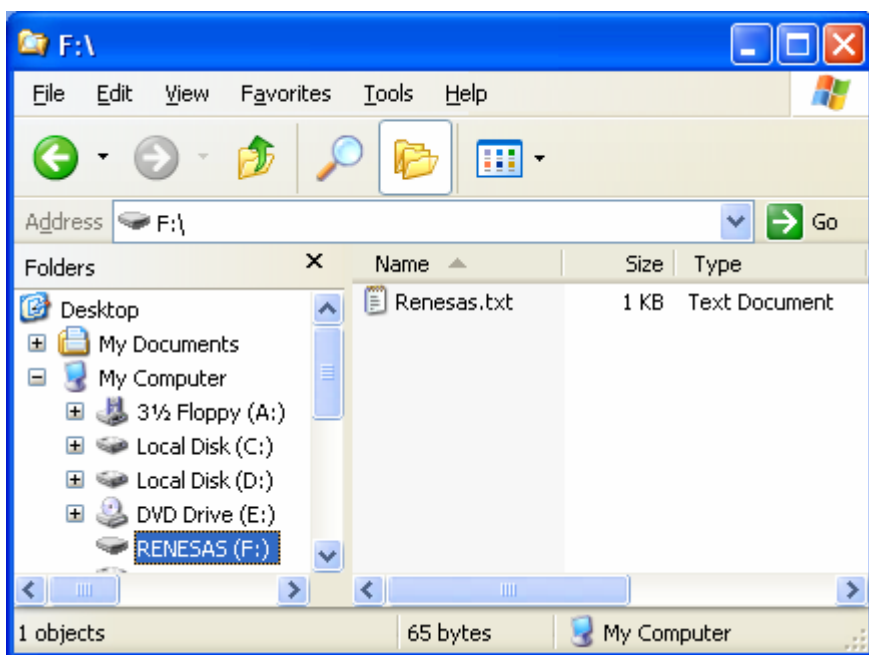 F:\
File Edit View Favorites Tools Help
Address F:\ Go
Folders Name Size Type
Desktop Renesas.txt 1 KB Text Document
My Documents
My Computer
3½ Floppy (A:)
Local Disk (C:)
Local Disk (D:)
DVD Drive (E:)
RENESAS (F:)
1 objects 65 bytes My Computer